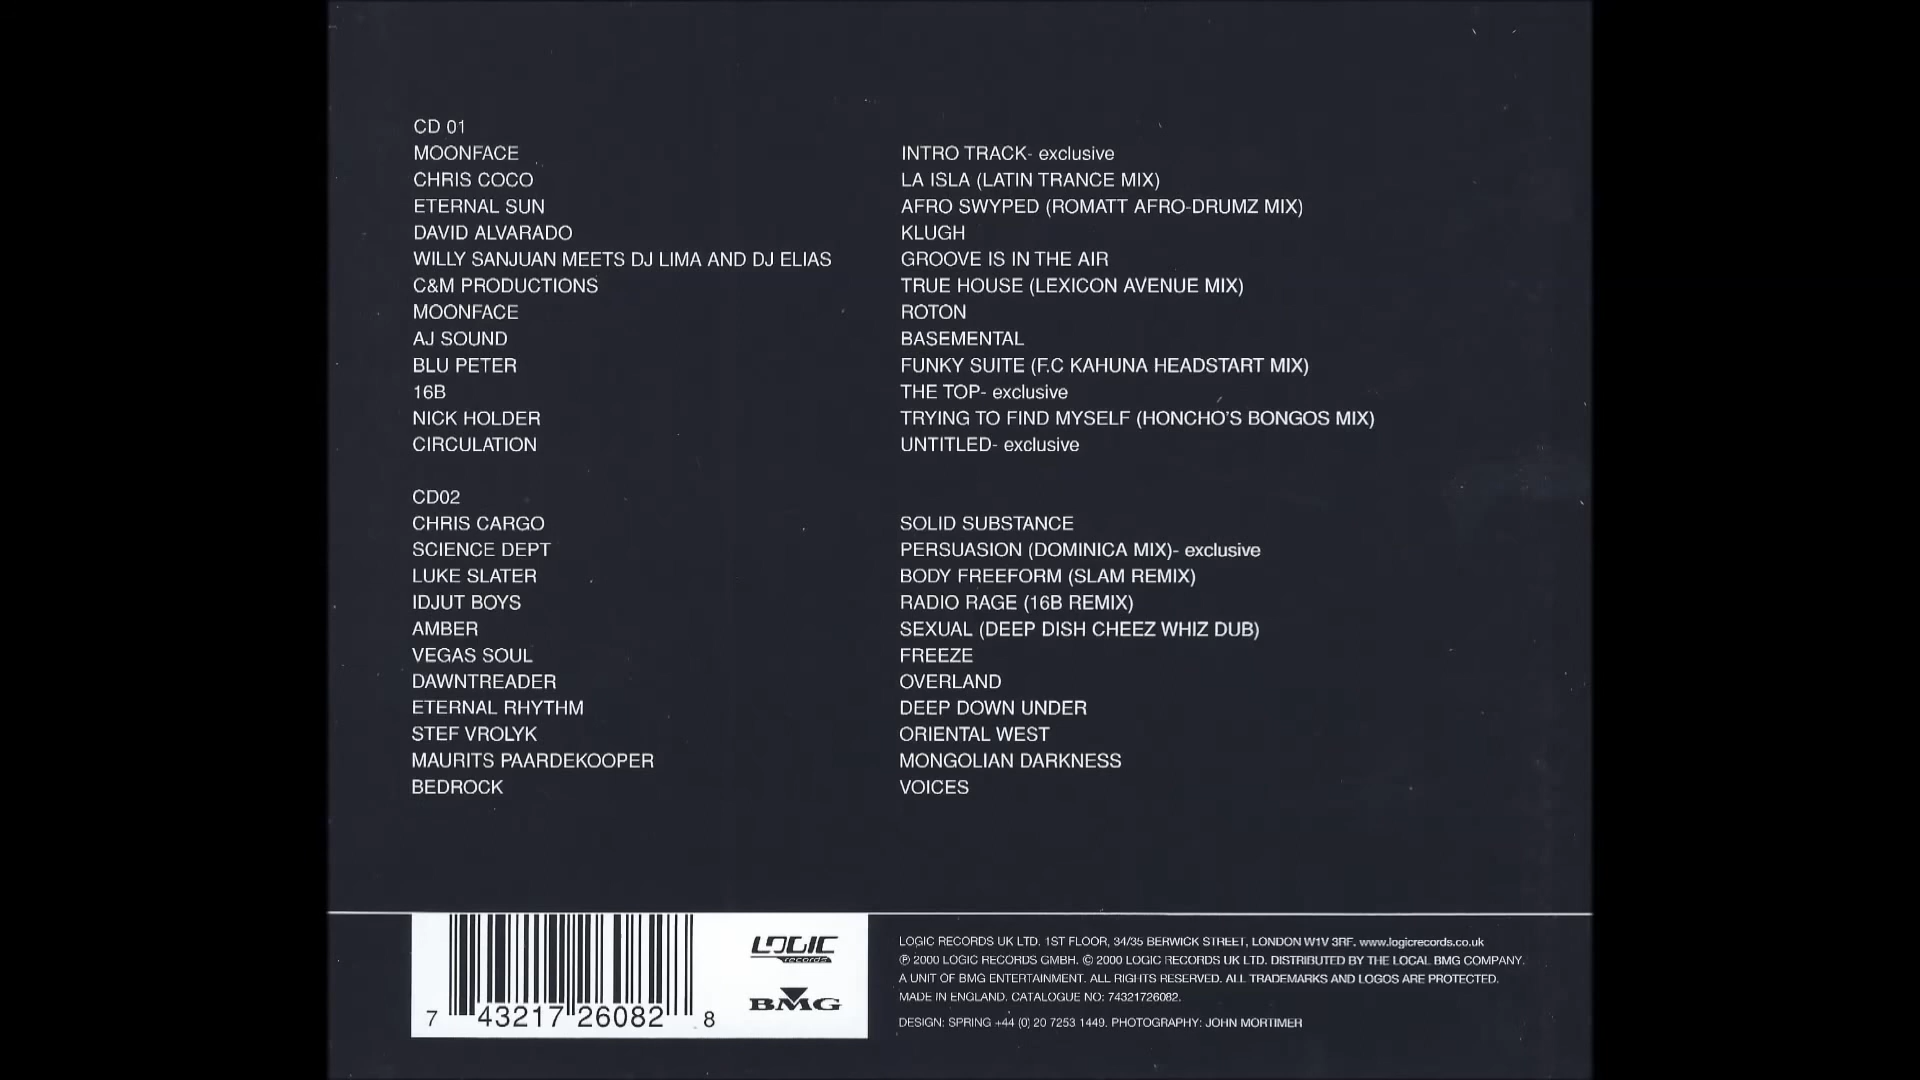 CD 01
MOONFACE INTRO TRACK- exclusive
CHRIS COCO LA ISLA (LATIN TRANCE MIX)
ETERNAL SUN AFRO SWYPED (ROMATT AFRO-DRUMZ MIX)
DAVID ALVARADO KLUGH
WILLY SANJUAN MEETS DJ LIMA AND DJ ELIAS GROOVE IS IN THE AIR
C&M PRODUCTIONS TRUE HOUSE (LEXICON AVENUE MIX)
MOONFACE ROTON
AJ SOUND BASEMENTAL
BLU PETER FUNKY SUITE (F.C KAHUNA HEADSTART MIX)
16B THE TOP- exclusive
NICK HOLDER TRYING TO FIND MYSELF (HONCHO'S BONGOS MIX)
CIRCULATION UNTITLED- exclusive
CD02
CHRIS CARGO SOLID SUBSTANCE
SCIENCE DEPT PERSUASION (DOMINICA MIX)- exclusive
LUKE SLATER BODY FREEFORM (SLAM REMIX)
IDJUT BOYS RADIO RAGE (16B REMIX)
AMBER SEXUAL (DEEP DISH CHEEZ WHIZ DUB)
VEGAS SOUL FREEZE
DAWNTREADER OVERLAND
ETERNAL RHYTHM DEEP DOWN UNDER
STEF VROLYK ORIENTAL WEST
MAURITS PAARDEKOOPER MONGOLIAN DARKNESS
BEDROCK VOICES
7 43217 26082 8
LOGIC
records
BMG
LOGIC RECORDS UK LTD. 1ST FLOOR, 34/35 BERWICK STREET, LONDON W1V 3RF. www.logicrecords.co.uk
℗ 2000 LOGIC RECORDS GMBH. © 2000 LOGIC RECORDS UK LTD. DISTRIBUTED BY THE LOCAL BMG COMPANY.
A UNIT OF BMG ENTERTAINMENT. ALL RIGHTS RESERVED. ALL TRADEMARKS AND LOGOS ARE PROTECTED.
MADE IN ENGLAND. CATALOGUE NO: 74321726082.
DESIGN: SPRING +44 (0) 20 7253 1449. PHOTOGRAPHY: JOHN MORTIMER